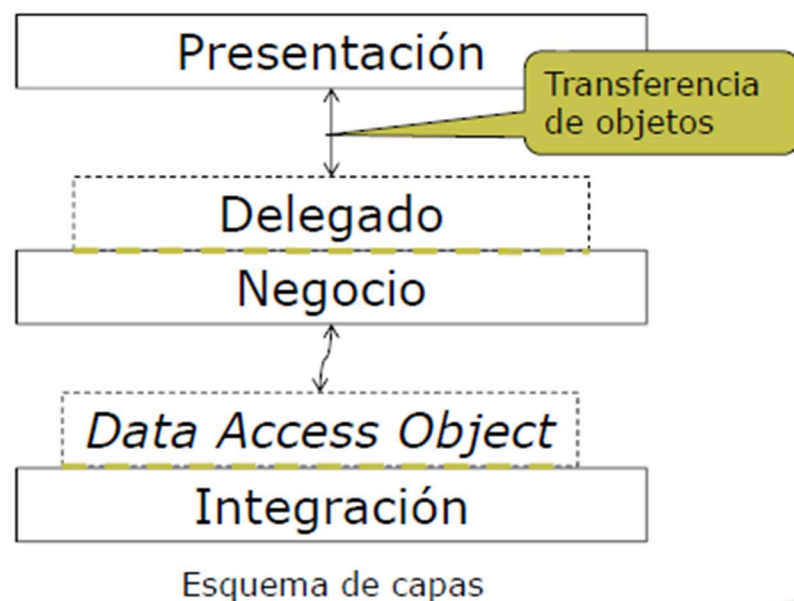 Presentación
Transferencia
de objetos
Delegado
Negocio
Data Access Object
Integración
Esquema de capas